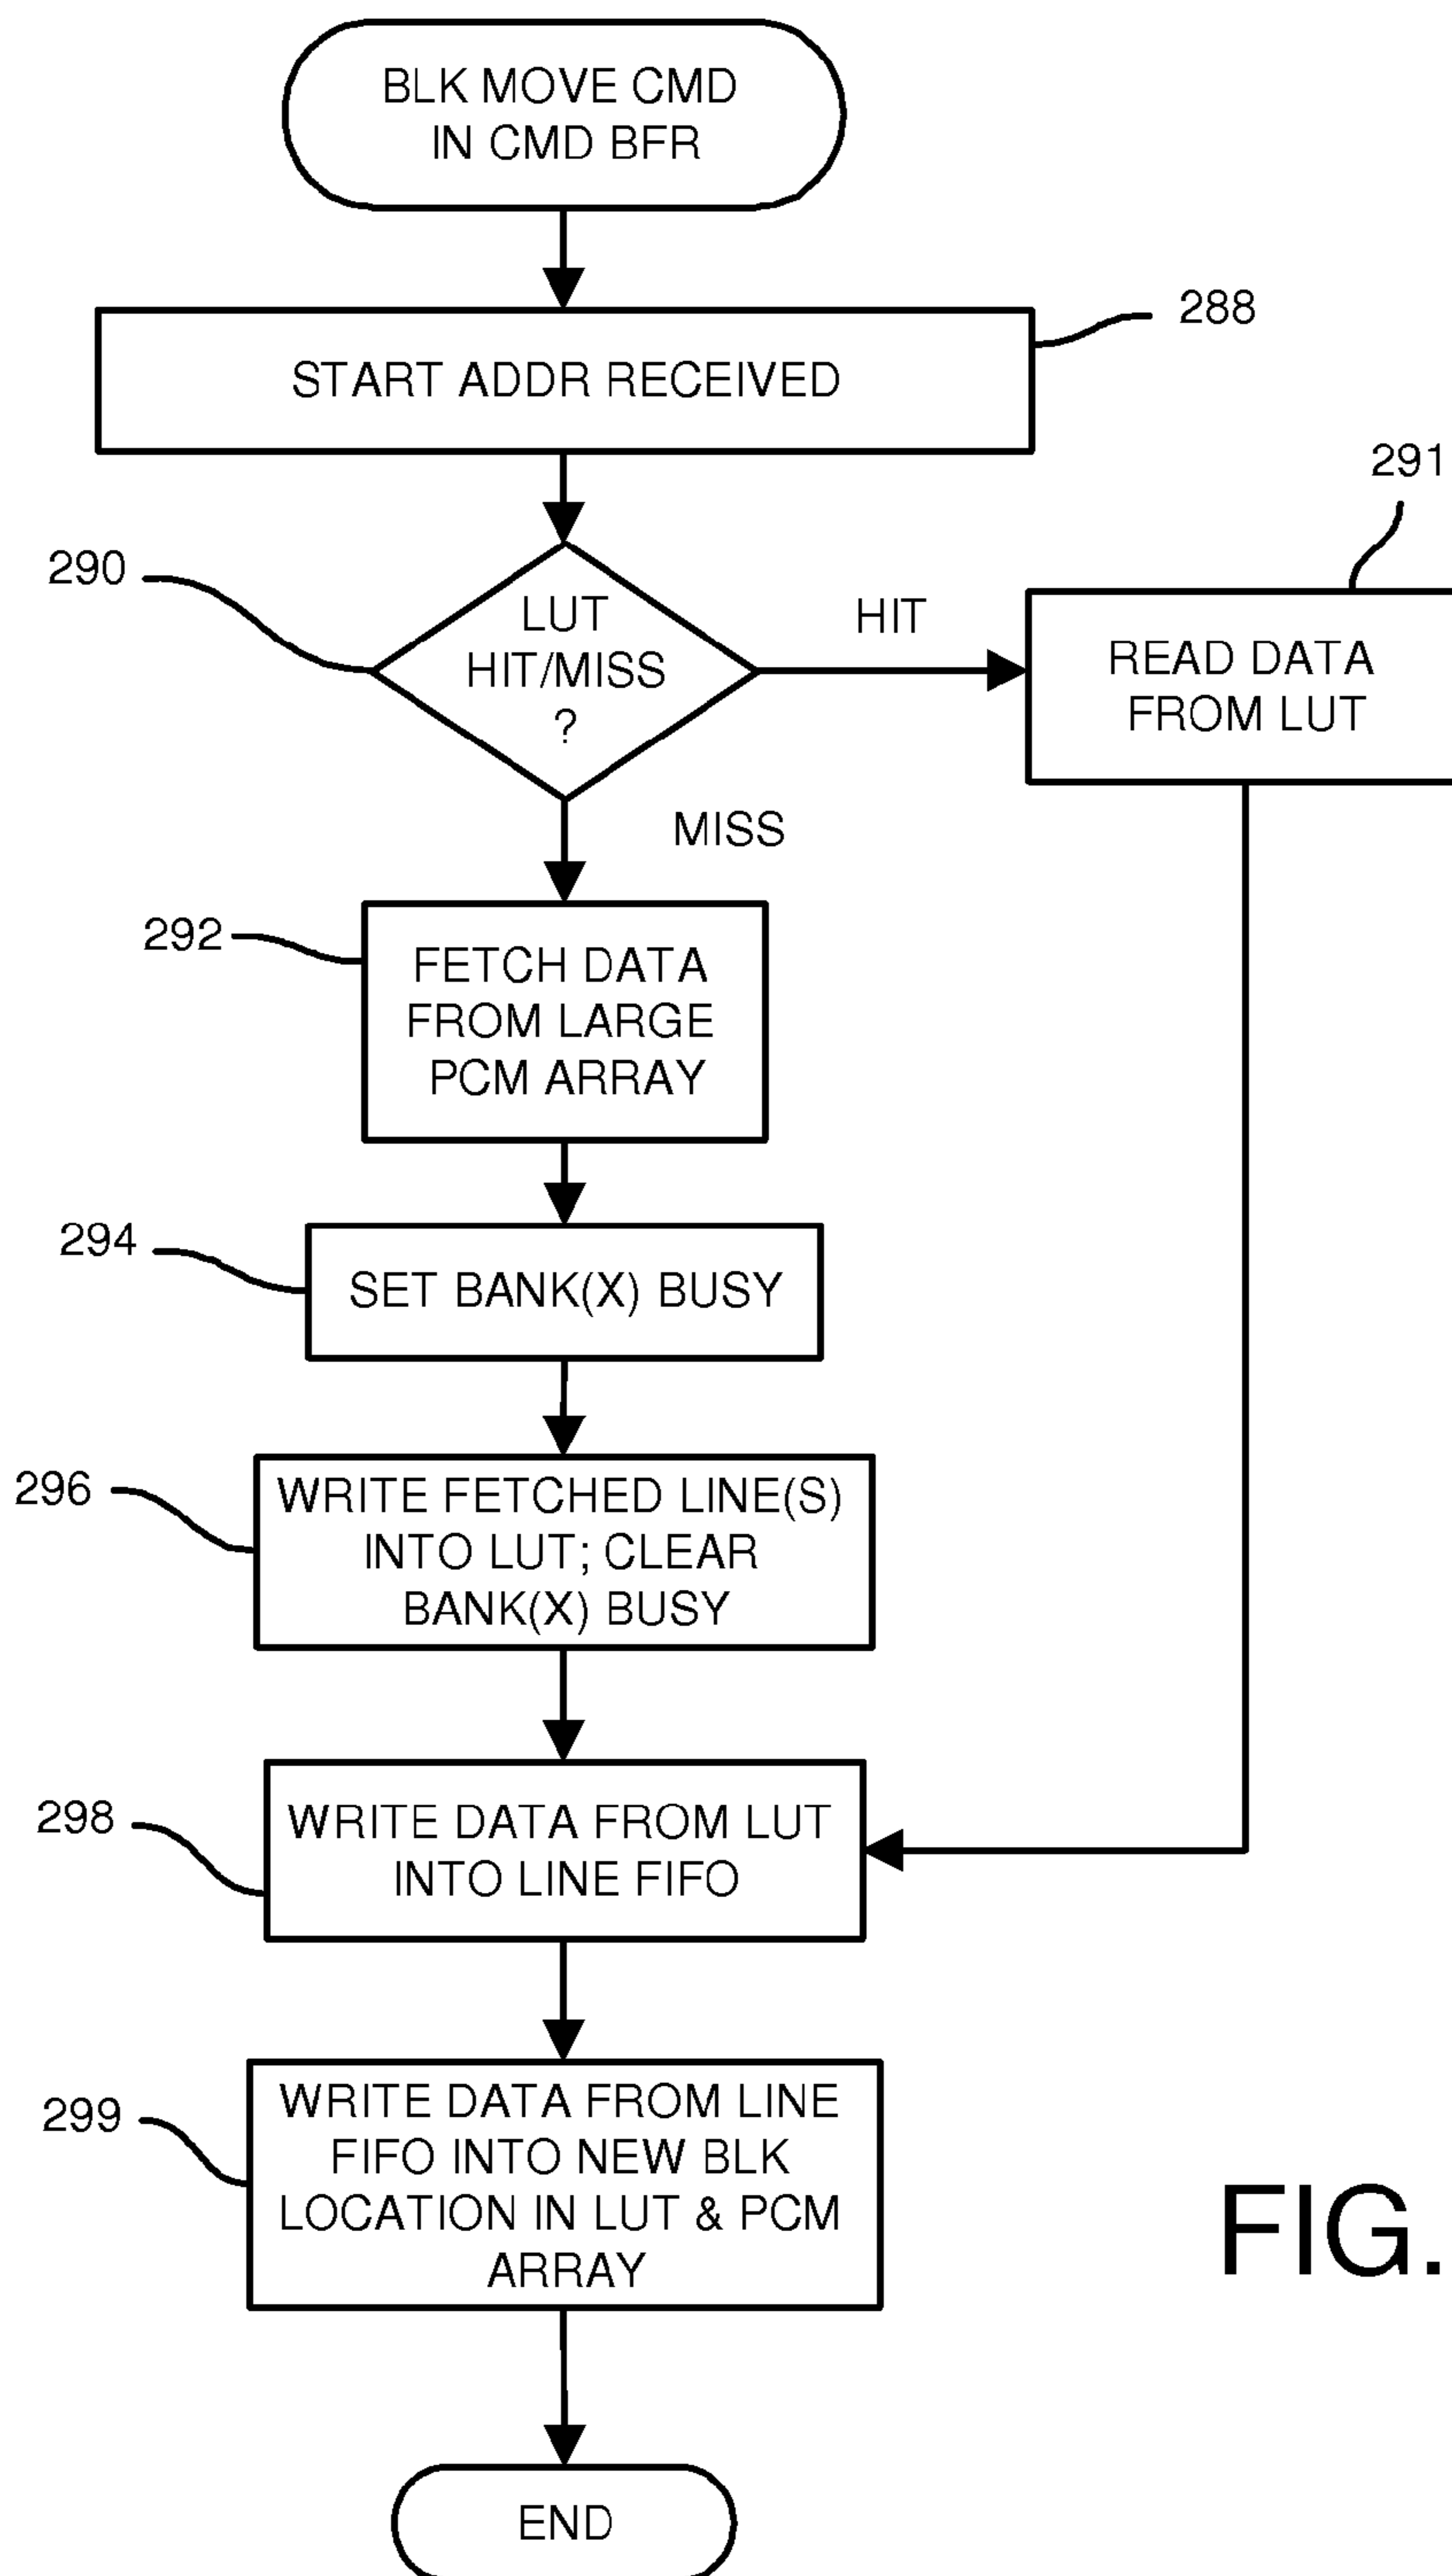 BLK MOVE CMD
IN CMD BFR
288
START ADDR RECEIVED
291
290
LUT
HIT/MISS
?
HIT
READ DATA
FROM LUT
MISS
292
FETCH DATA
FROM LARGE
PCM ARRAY
294
SET BANK(X) BUSY
296
WRITE FETCHED LINE(S)
INTO LUT; CLEAR
BANK(X) BUSY
298
WRITE DATA FROM LUT
INTO LINE FIFO
299
WRITE DATA FROM LINE
FIFO INTO NEW BLK
LOCATION IN LUT & PCM
ARRAY
FIG.
END